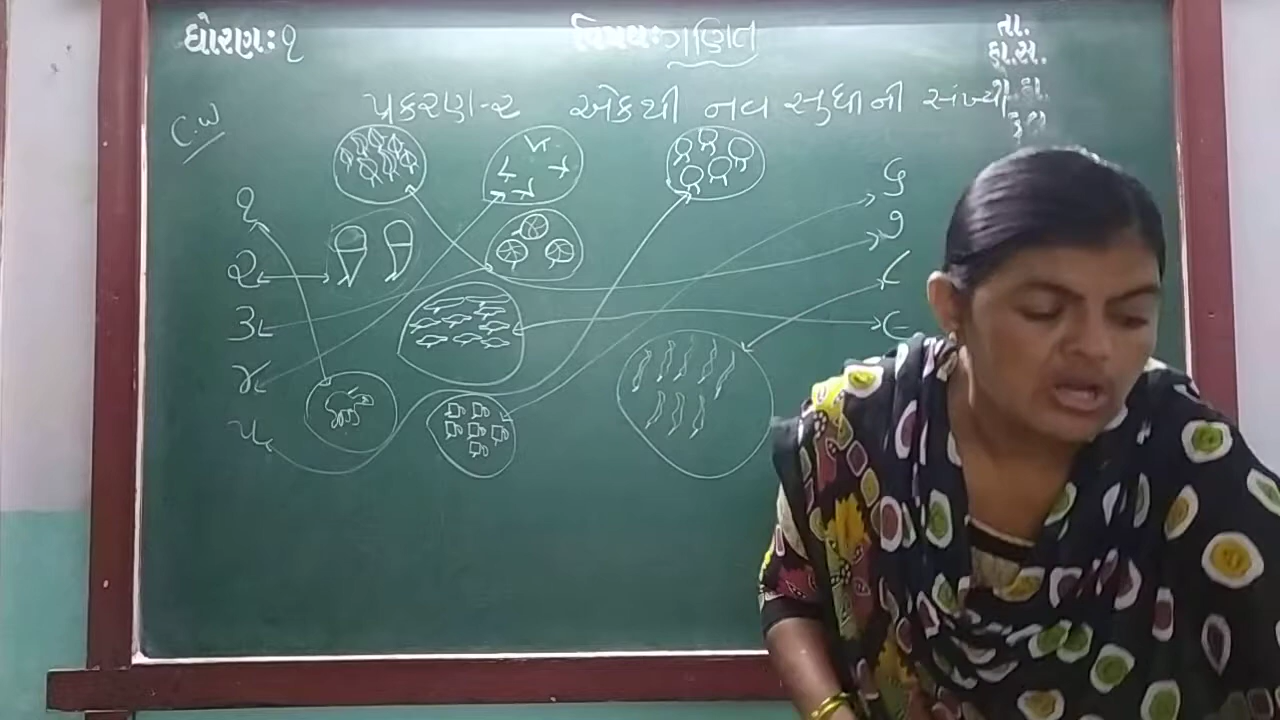 ધોરણઃ ૧
વિષયઃ ગણિત
તા.
હા.સ.
C.W
પ્રકરણ-૨ એકથી નવ સુધીની સંખ્યા
૧
૨
૩
૪
૫
૬
૭
૮
૯